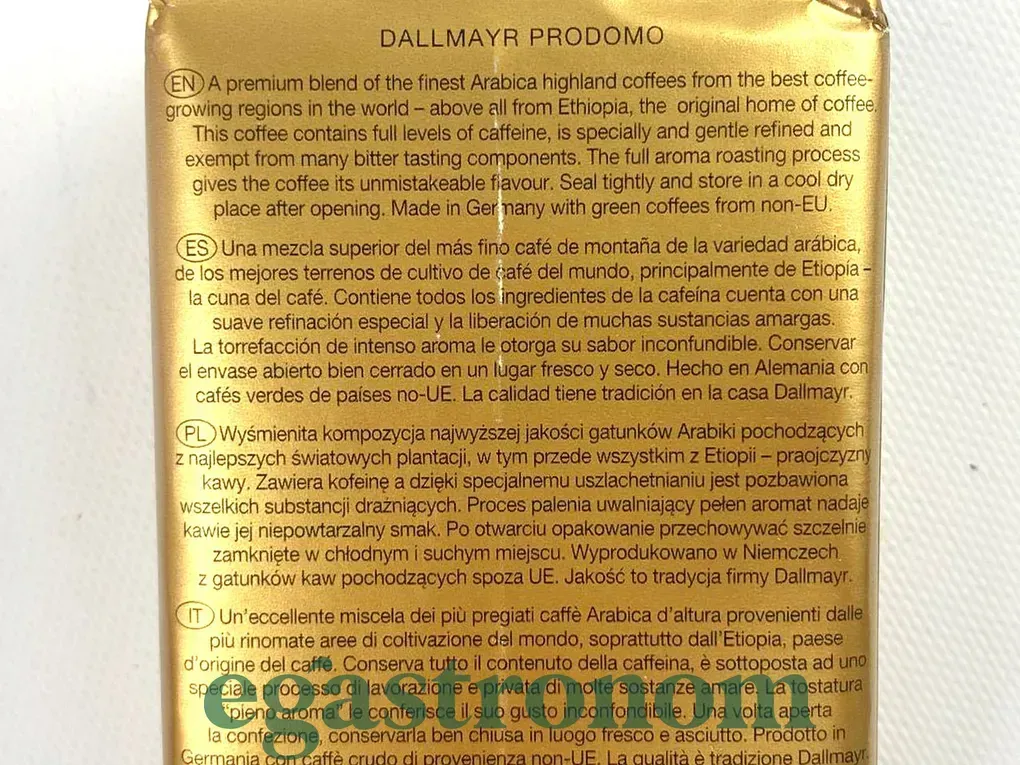 DALLMAYR PRODOMO
EN A premium blend of the finest Arabica highland coffees from the best coffee-
growing regions in the world – above all from Ethiopia, the original home of coffee.
This coffee contains full levels of caffeine, is specially and gentle refined and
exempt from many bitter tasting components. The full aroma roasting process
gives the coffee its unmistakeable flavour. Seal tightly and store in a cool dry
place after opening. Made in Germany with green coffees from non-EU.
ES Una mezcla superior del más fino café de montaña de la variedad arábica,
de los mejores terrenos de cultivo de café del mundo, principalmente de Etiopía –
la cuna del café. Contiene todos los ingredientes de la cafeína cuenta con una
suave refinación especial y la liberación de muchas sustancias amargas.
La torrefacción de intenso aroma le otorga su sabor inconfundible. Conservar
el envase abierto bien cerrado en un lugar fresco y seco. Hecho en Alemania con
cafés verdes de países no-UE. La calidad tiene tradición en la casa Dallmayr.
PL Wyśmienita kompozycja najwyższej jakości gatunków Arabiki pochodzących
z najlepszych światowych plantacji, w tym przede wszystkim z Etiopii – praojczyzny
kawy. Zawiera kofeinę a dzięki specjalnemu uszlachetnianiu jest pozbawiona
wszelkich substancji drażniących. Proces palenia uwalniający pełen aromat nadaje
kawie jej niepowtarzalny smak. Po otwarciu opakowanie przechowywać szczelnie
zamknięte w chłodnym i suchym miejscu. Wyprodukowano w Niemczech
z gatunków kaw pochodzących spoza UE. Jakość to tradycja firmy Dallmayr.
IT Un'eccellente miscela dei più pregiati caffè Arabica d'altura provenienti dalle
più rinomate aree di coltivazione del mondo, soprattutto dall'Etiopia, paese
d'origine del caffè. Conserva tutto il contenuto della caffeina, è sottoposta ad uno
speciale processo di lavorazione e privata di molte sostanze amare. La tostatura
"pieno aroma" le conferisce il suo gusto inconfondibile. Una volta aperta
la confezione, conservarla ben chiusa in luogo fresco e asciutto. Prodotto in
Germania con caffè crudo di provenienza non-UE. La qualità è tradizione Dallmayr.
egastronom